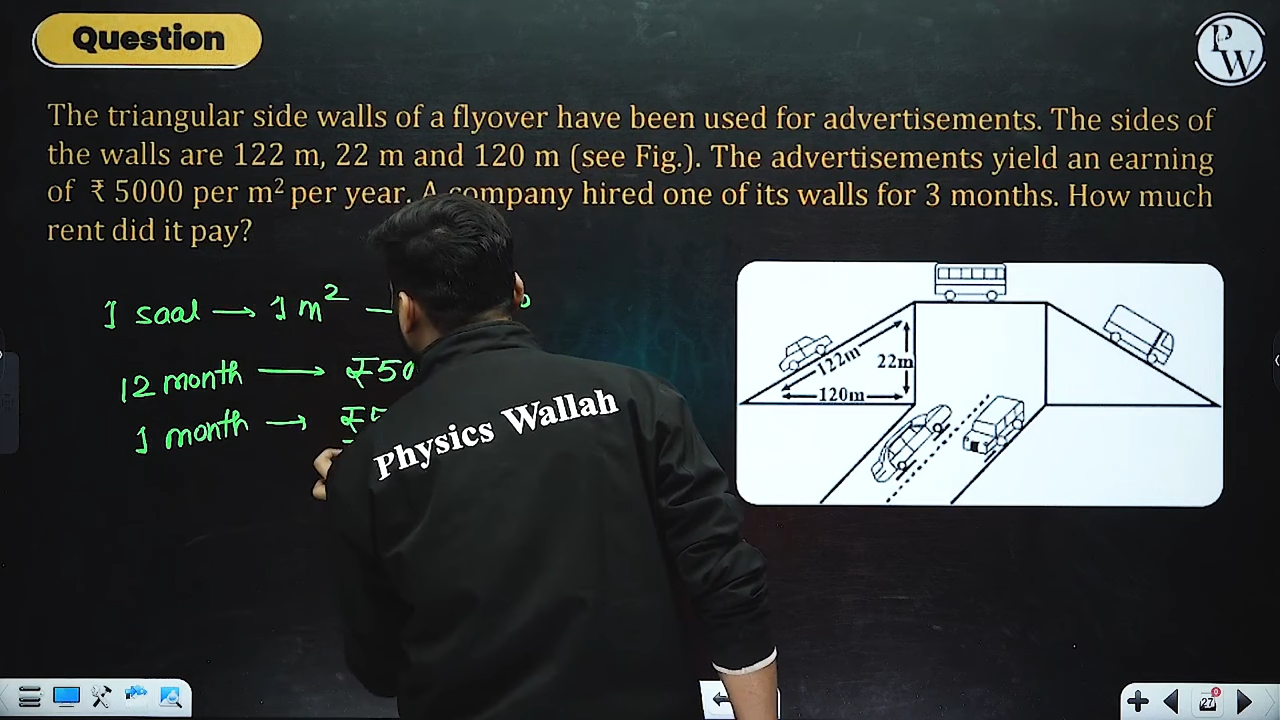 Question
PW
The triangular side walls of a flyover have been used for advertisements. The sides of
the walls are 122 m, 22 m and 120 m (see Fig.). The advertisements yield an earning
of ₹ 5000 per m² per year. A company hired one of its walls for 3 months. How much
rent did it pay?
1 saal → 1 m² –
12 month → ₹50
1 month → ₹5
122m
22m
120m
Physics Wallah
27